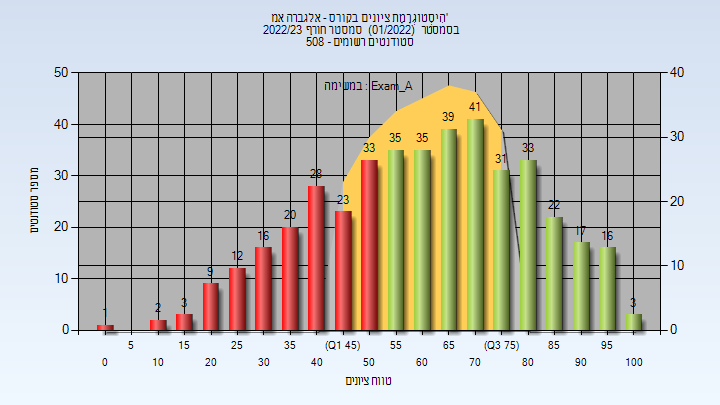 היסטוגרמת ציונים בקורס - אלגברה אמ'
בסמסטר (01/2022) סמסטר חורף 2022/23
סטודנטים רשומים - 508
במשימה : Exam_A
מספר סטודנטים
50 40 30 20 10 0
40 30 20 10 0
1 2 3 9 12 16 20 28 23 33 35 35 39 41 31 33 22 17 16 3
5 15 25 35 (Q1 45) 55 65 (Q3 75) 85 95
0 10 20 30 40 50 60 70 80 90 100
טווח ציונים